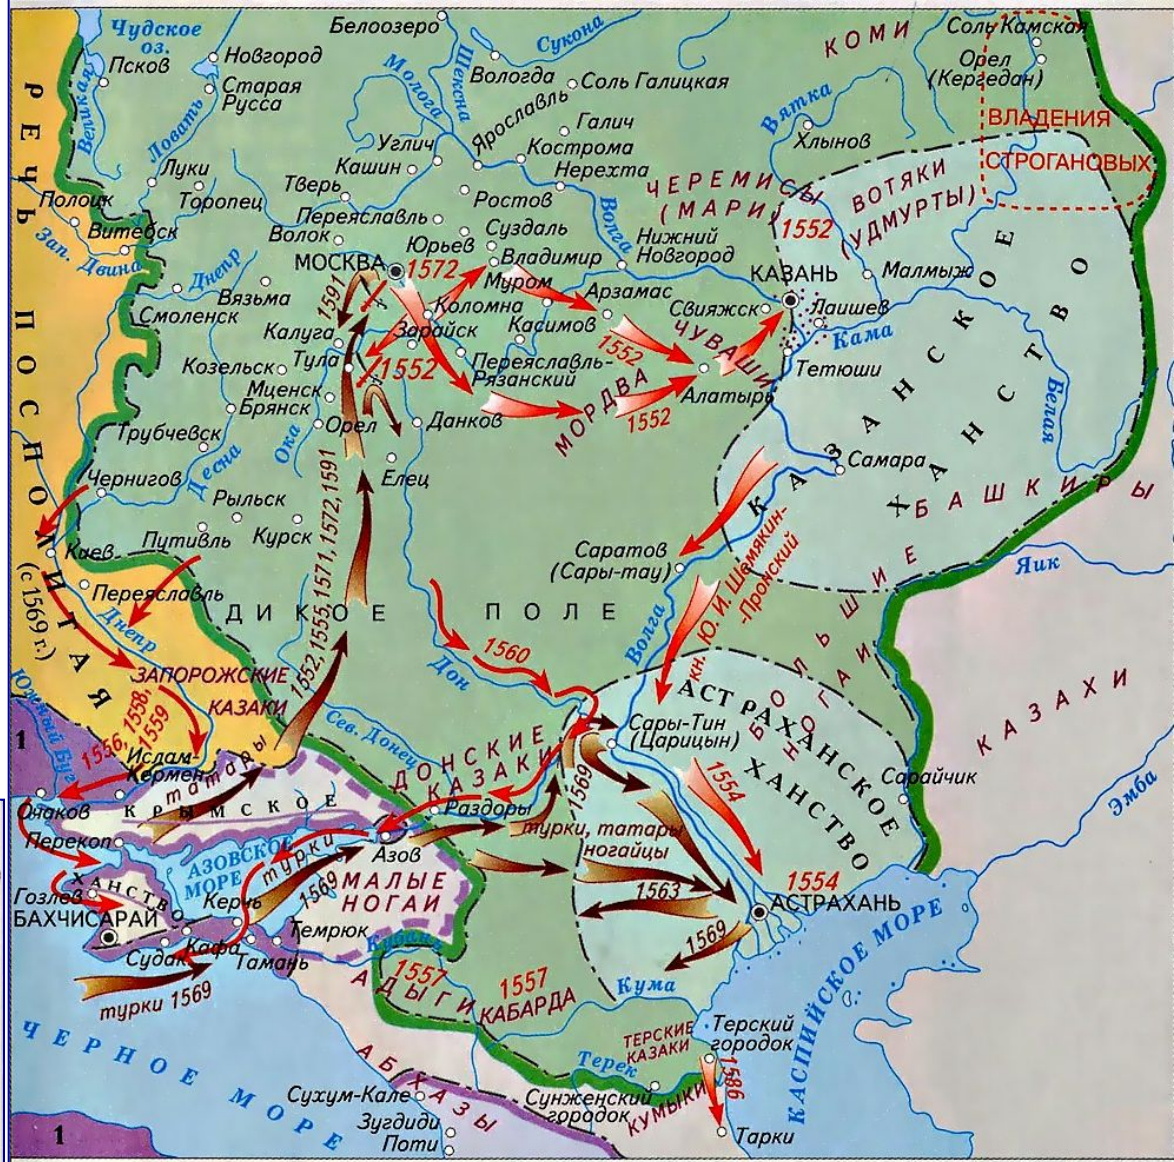 Белоозеро
Чудское
оз.
Новгород
Псков
Старая
Русса
Великая
Ловать
Молога
Шексна
Сухона
Вологда
Соль Галицкая
Ярославль
Галич
Углич
Кострома
Кашин
Нерехта
КОМИ
Соль Камская
Орел
(Кергедан)
ВЛАДЕНИЯ
СТРОГАНОВЫХ
Вятка
Хлынов
ЧЕРЕМИСЫ
(МАРИ)
1552
ВОТЯКИ
(УДМУРТЫ)
РЕЧЬ ПОСПОЛИТАЯ
(с 1569 г.)
Луки
Торопец
Полоцк
Витебск
Зап. Двина
Тверь
Ростов
Переяславль
Волок
Юрьев
Суздаль
Владимир
Волга
Нижний
Новгород
МОСКВА
1572
Муром
Арзамас
КАЗАНЬ
Свияжск
Лаишев
Малмыж
Кама
Днепр
Вязьма
Смоленск
1591
Коломна
Касимов
Калуга
Зарайск
Тула
1552
Переяславль-
Рязанский
1552
ЧУВАШИ
Тетюши
Козельск
Мценск
Брянск
Орел
Данков
МОРДВА
1552
Алатырь
Белая
КАЗАНСКОЕ
ХАНСТВО
Трубчевск
Десна
Ока
Елец
Самара
БАШКИРЫ
Чернигов
Рыльск
Путивль
Курск
Киев
Переяславль
Днепр
1552, 1555, 1571, 1572, 1591
Саратов
(Сары-тау)
кн. Ю. И. Шемякин-
-Пронский
Яик
ДИКОЕ ПОЛЕ
Волга
БОЛЬШИЕ
НОГАИ
КАЗАХИ
ЗАПОРОЖСКИЕ
КАЗАКИ
Южный Буг
1556, 1558,
1559
Дон
1560
Сев. Донец
АСТРАХАНСКОЕ
ХАНСТВО
Сары-Тин
(Царицын)
Сарайчик
Эмба
1
Ислам-
Кермен
татары
ДОНСКИЕ
КАЗАКИ
1569
1554
Очаков
КРЫМСКОЕ
ХАНСТВО
Раздоры
турки, татары
ногайцы
Перекоп
АЗОВСКОЕ
МОРЕ
турки
1569
Азов
МАЛЫЕ
НОГАИ
1563
1554
АСТРАХАНЬ
Гозлев
БАХЧИСАРАЙ
Керчь
Темрюк
1569
Судак
Кафа
Тамань
Кубань
турки 1569
АДЫГИ
1557
1557
КАБАРДА
Кума
КАСПИЙСКОЕ МОРЕ
ЧЕРНОЕ МОРЕ
АБХАЗЫ
ТЕРСКИЕ
КАЗАКИ
Терский
городок
Терек
Сухум-Кале
Сунженский
городок
1586
КУМЫКИ
Зугдиди
Поти
Тарки
1